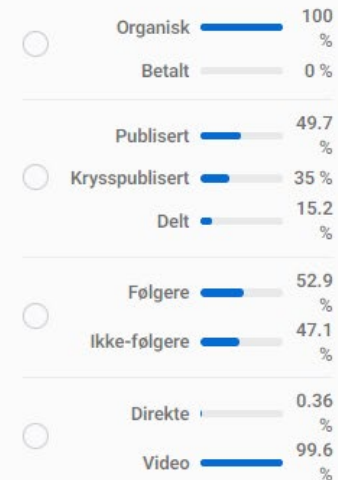 Organisk 100 %
Betalt 0 %
Publisert 49.7 %
Krysspublisert 35 %
Delt 15.2 %
Følgere 52.9 %
Ikke-følgere 47.1 %
Direkte 0.36 %
Video 99.6 %